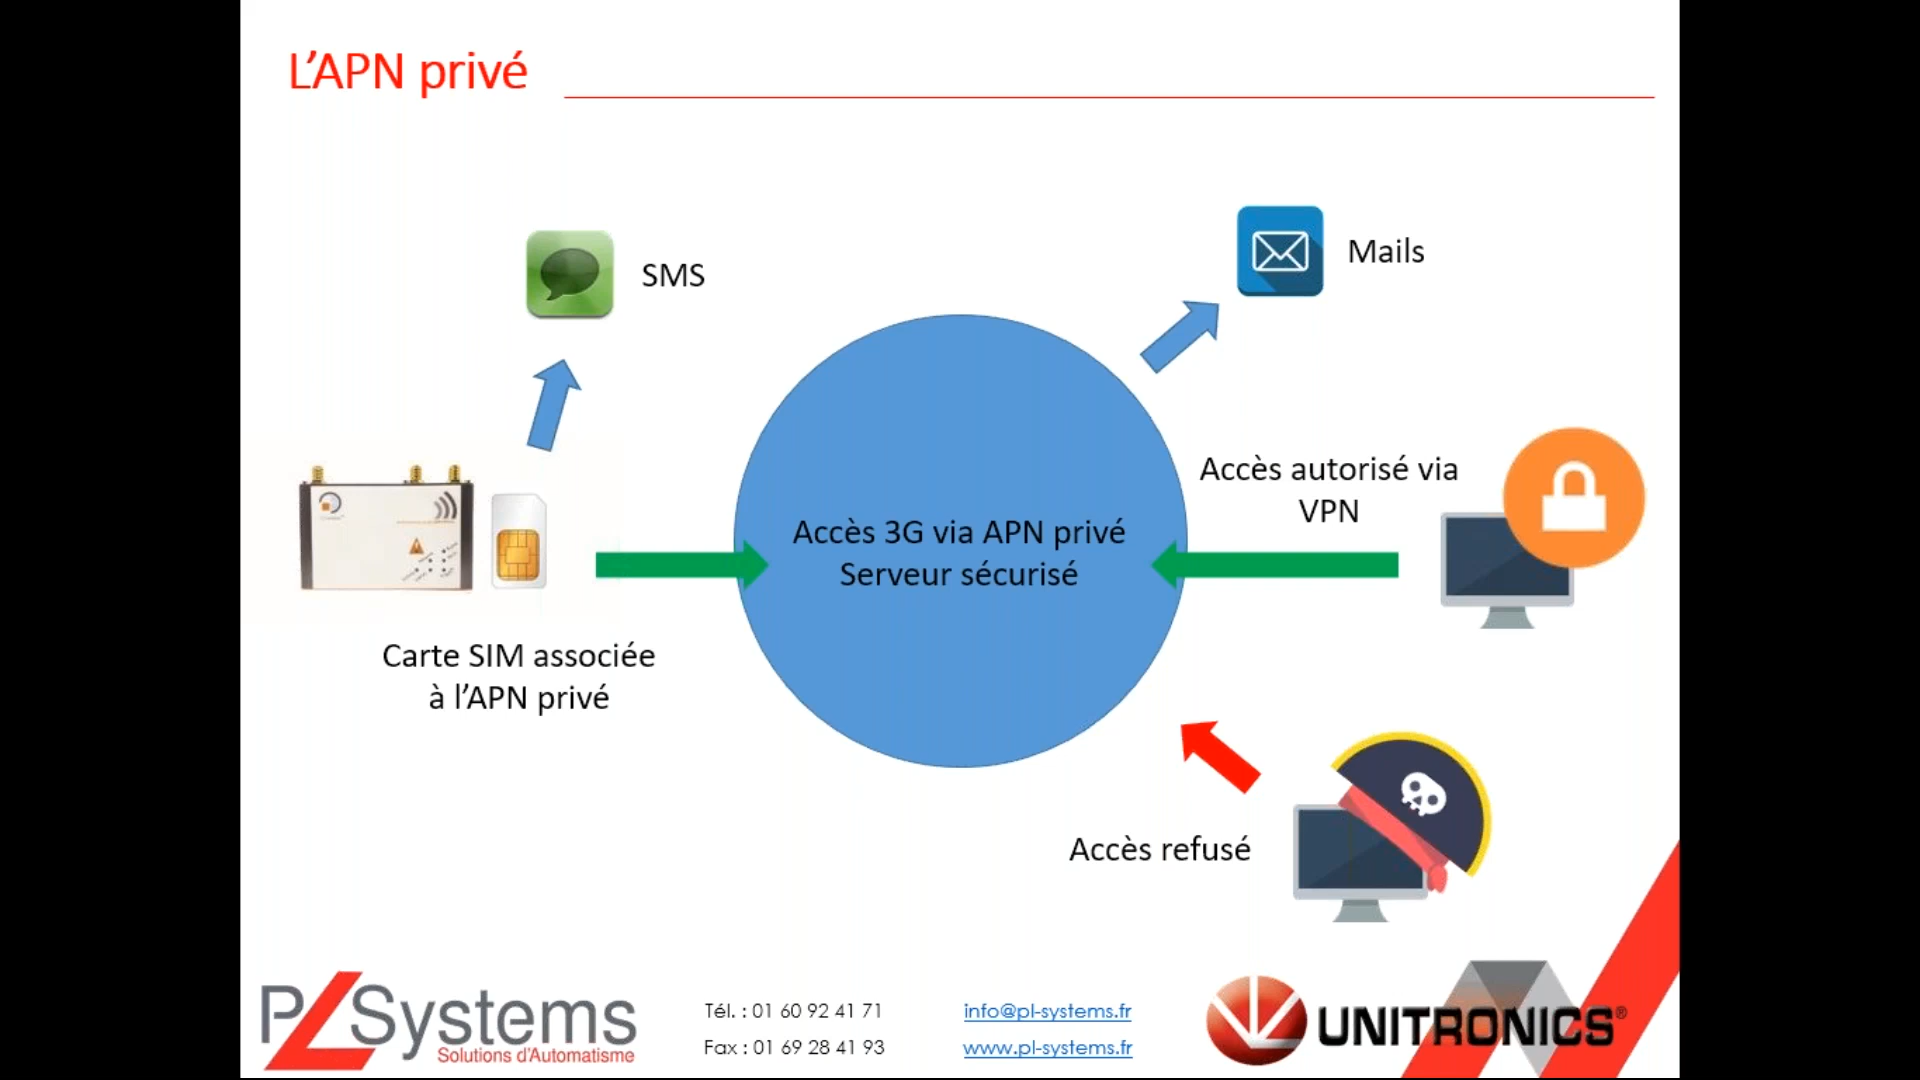 L'APN privé
SMS
Mails
Accès autorisé via
VPN
Accès 3G via APN privé
Serveur sécurisé
Carte SIM associée
à l'APN privé
Accès refusé
PL Systems
Solutions d'Automatisme
Tél. : 01 60 92 41 71
Fax : 01 69 28 41 93
info@pl-systems.fr
www.pl-systems.fr
UNITRONICS®